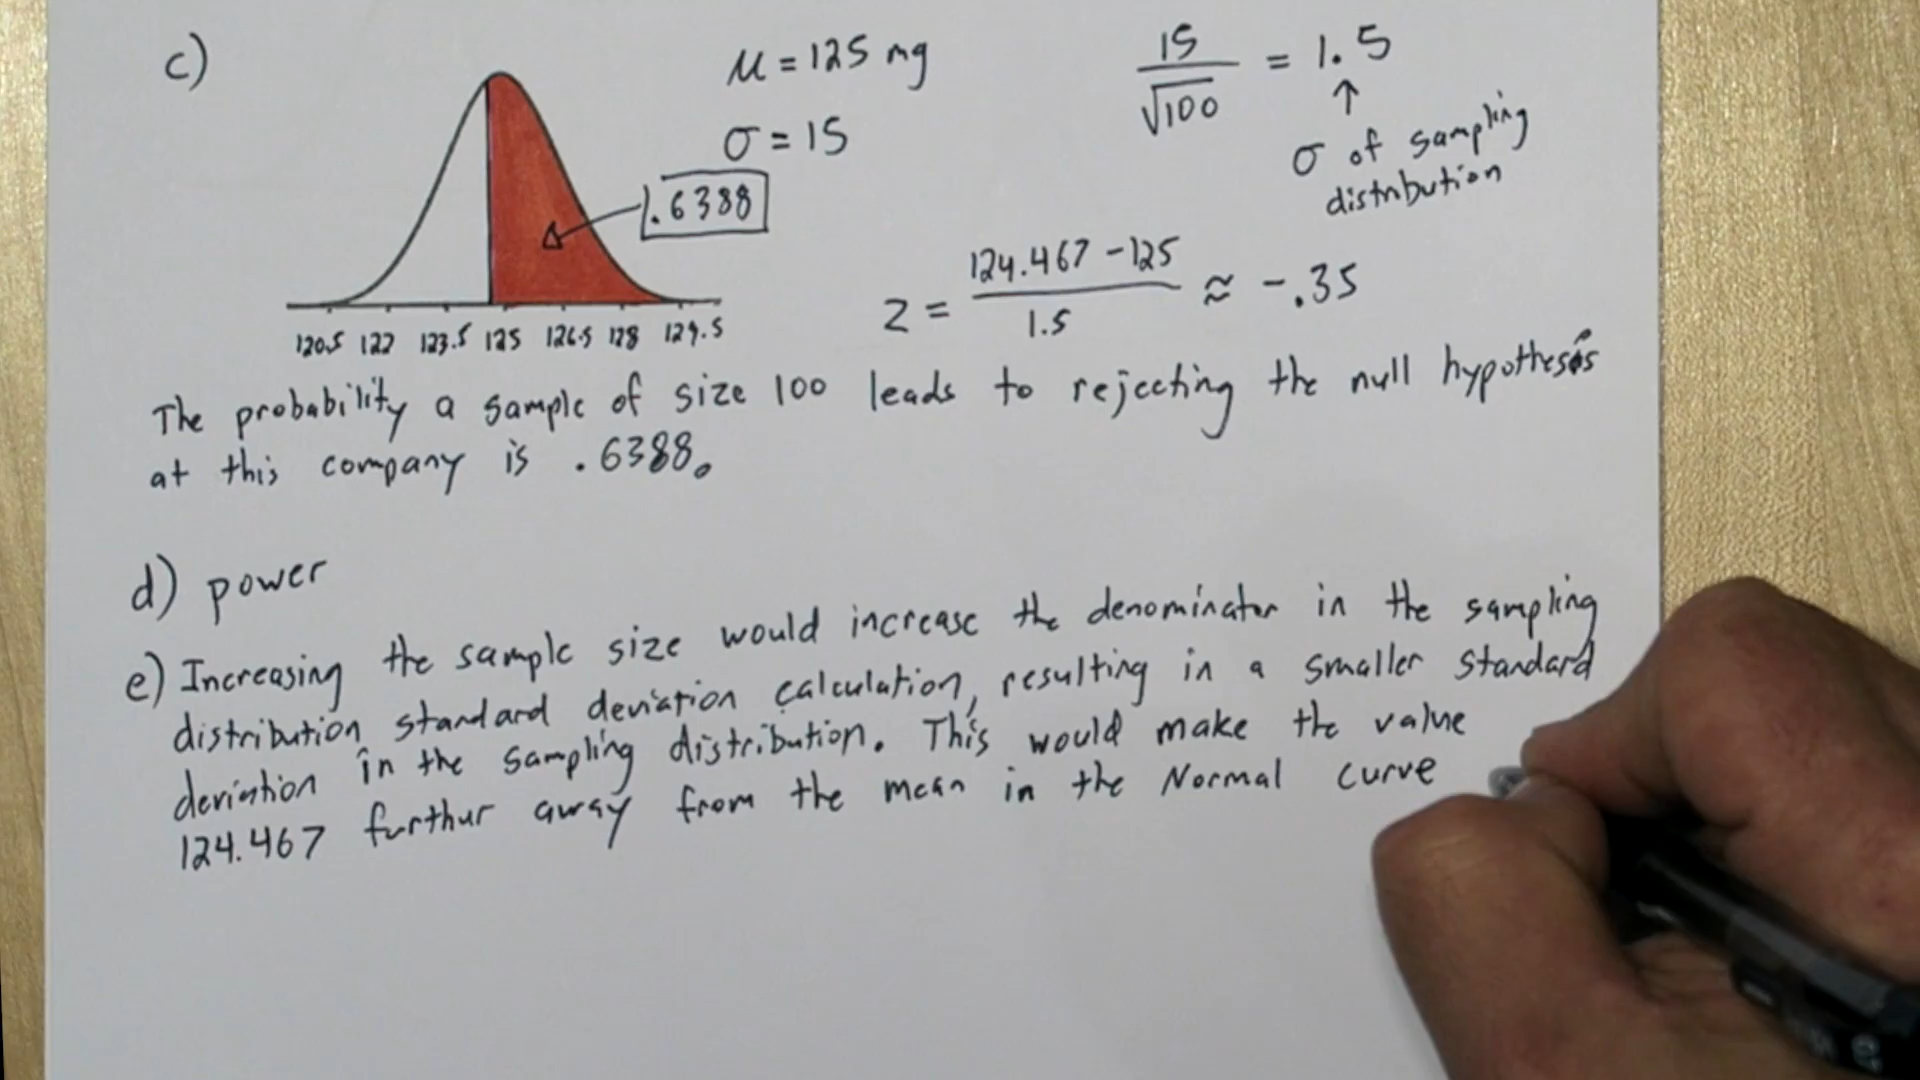 c)
μ = 125 mg
σ = 15
.6388
15
√100
= 1.5
↑
σ of sampling
distribution
z = 124.467 - 125
1.5
≈ -.35
120.5 122 123.5 125 126.5 128 129.5
The probability a sample of size 100 leads to rejecting the null hypothesis
at this company is .6388.
d) power
e) Increasing the sample size would increase the denominator in the sampling
distribution standard deviation calculation, resulting in a smaller standard
deviation in the sampling distribution. This would make the value
124.467 furthur away from the mean in the Normal curve